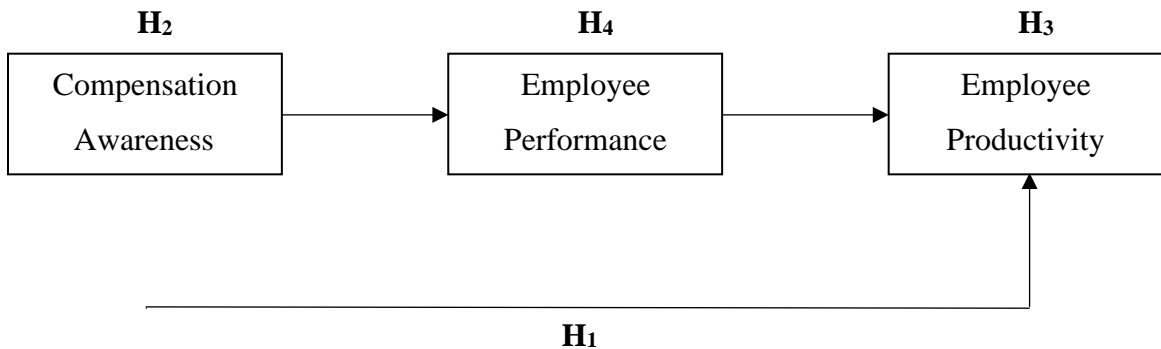 H₂
H₄
H₃
Compensation
Awareness
Employee
Performance
Employee
Productivity
H₁